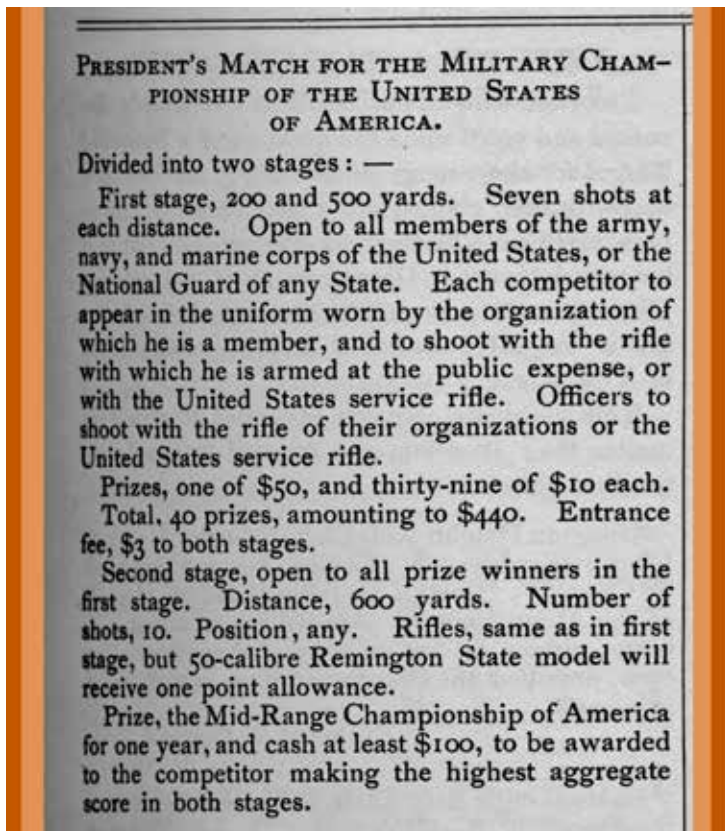 PRESIDENT'S MATCH FOR THE MILITARY CHAM-
PIONSHIP OF THE UNITED STATES
OF AMERICA.
Divided into two stages: —
First stage, 200 and 500 yards. Seven shots at
each distance. Open to all members of the army,
navy, and marine corps of the United States, or the
National Guard of any State. Each competitor to
appear in the uniform worn by the organization of
which he is a member, and to shoot with the rifle
with which he is armed at the public expense, or
with the United States service rifle. Officers to
shoot with the rifle of their organizations or the
United States service rifle.
Prizes, one of $50, and thirty-nine of $10 each.
Total, 40 prizes, amounting to $440. Entrance
fee, $3 to both stages.
Second stage, open to all prize winners in the
first stage. Distance, 600 yards. Number of
shots, 10. Position, any. Rifles, same as in first
stage, but 50-calibre Remington State model will
receive one point allowance.
Prize, the Mid-Range Championship of America
for one year, and cash at least $100, to be awarded
to the competitor making the highest aggregate
score in both stages.